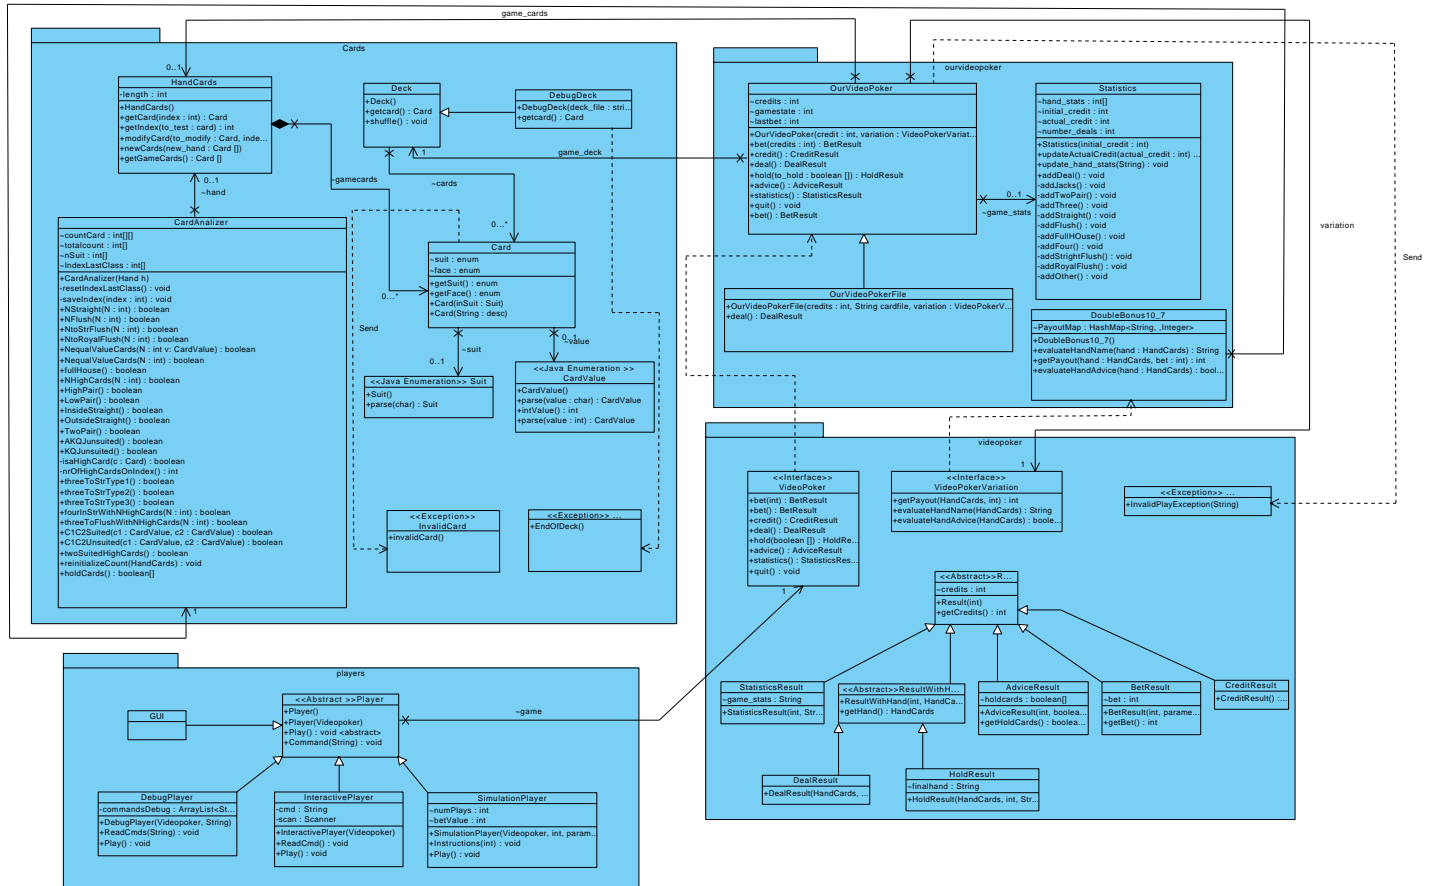 game_cards
Cards
0..1
HandCards
-length : int
+HandCards()
+getCard(index : int) : Card
+getIndex(to_test : card) : int
-modifyCard(to_modify : Card, inde...
+newCards(new_hand : Card [])
+getGameCards() : Card []
Deck
+Deck()
+getcard() : Card
+shuffle() : void
DebugDeck
+DebugDeck(deck_file : stri...
+getcard() : Card
1
game_deck
~gamecards
~cards
0..1
~hand
CardAnalizer
~countCard : int[][]
~totalcount : int[]
~nSuit : int[]
~IndexLastClass : int[]
+CardAnalizer(Hand h)
-resetIndexLastClass() : void
-saveIndex(index : int) : void
+NStraight(N : int) : boolean
+NFlush(N : int) : boolean
+NtoStrFlush(N : int) : boolean
+NtoRoyalFlush(N : int) : boolean
+NequalValueCards(N : int v: CardValue) : boolean
+NequalValueCards(N : int) : boolean
+fullHouse() : boolean
+NHighCards(N : int) : boolean
+HighPair() : boolean
+LowPair() : boolean
+InsideStraight() : boolean
+OutsideStraight() : boolean
+TwoPair() : boolean
+AKQJunsuited() : boolean
+KQJunsuited() : boolean
-isaHighCard(c : Card) : boolean
-nrOfHighCardsOnIndex() : int
+threeToStrType1() : boolean
+threeToStrType2() : boolean
+threeToStrType3() : boolean
+fourInStrWithNHighCards(N : int) : boolean
+threeToFlushWithNHighCards(N : int) : boolean
+C1C2Suited(c1 : CardValue, c2 : CardValue) : boolean
+C1C2Unsuited(c1 : CardValue, c2 : CardValue) : boolean
+twoSuitedHighCards() : boolean
+reinitializeCount(HandCards) : void
+holdCards() : boolean[]
1
0...*
Card
~suit : enum
~face : enum
+getSuit() : enum
+getFace() : enum
+Card(inSuit : Suit)
+Card(String : desc)
0...*
Send
~suit
0..1
0..1
~value
<<Java Enumeration>> Suit
+Suit()
+parse(char) : Suit
<<Java Enumeration >>
CardValue
+CardValue()
+parse(value : char) : CardValue
+intValue() : int
+parse(value : int) : CardValue
<<Exception>>
InvalidCard
+invalidCard()
<<Exception>> ...
+EndOfDeck()
ourvideopoker
OurVideoPoker
~credits : int
~gamestate : int
~lastbet : int
+OurVideoPoker(credit : int, variation : VideoPokerVariat...
+bet(credits : int) : BetResult
+credit() : CreditResult
+deal() : DealResult
+hold(to_hold : boolean []) : HoldResult
+advice() : AdviceResult
+statistics() : StatisticsResult
+quit() : void
+bet() : BetResult
0..1
~game_stats
Statistics
~hand_stats : int[]
~initial_credit : int
~actual_credit : int
~number_deals : int
+Statistics(initial_credit : int)
+updateActualCredit(actual_credit : int) ...
+update_hand_stats(String) : void
+addDeal() : void
-addJacks() : void
-addTwoPair() : void
-addThree() : void
-addStraight() : void
-addFlush() : void
-addFullHOuse() : void
-addFour() : void
-addStrightFlush() : void
-addRoyalFlush() : void
-addOther() : void
OurVideoPokerFile
+OurVideoPokerFile(credits : int, String cardfile, variation : VideoPokerV...
+deal() : DealResult
DoubleBonus10_7
~PayoutMap : HashMap<String, ,Integer>
+DoubleBonus10_7()
+evaluateHandName(hand : HandCards) : String
+getPayout(hand : HandCards, bet : int) : int
+evaluateHandAdvice(hand : HandCards) : bool...
variation
Send
videopoker
1
<<Interface>>
VideoPoker
+bet(int) : BetResult
+bet() : BetResult
+credit() : CreditResult
+deal() : DealResult
+hold(boolean []) : HoldRe...
+advice() : AdviceResult
+statistics() : StatisticsRes...
+quit() : void
1
<<Interface>>
VideoPokerVariation
+getPayout(HandCards, int) : int
+evaluateHandName(HandCards) : String
+evaluateHandAdvice(HandCards) : boole...
<<Exception>> ...
+InvalidPlayException(String)
<<Abstract>>R...
~credits : int
+Result(int)
+getCredits() : int
StatisticsResult
~game_stats : String
+StatisticsResult(int, Str...
<<Abstract>>ResultWithH...
+ResultWithHand(int, HandCa...
+getHand() : HandCards
AdviceResult
~holdcards : boolean[]
+AdviceResult(int, boolea...
+getHoldCards() : boolea...
BetResult
~bet : int
+BetResult(int, parame...
+getBet() : int
CreditResult
+CreditResult() :...
DealResult
+DealResult(HandCards, ...
HoldResult
~finalhand : String
+HoldResult(HandCards, int, Str...
players
GUI
<<Abstract >>Player
+Player()
+Player(Videopoker)
+Play() : void <abstract>
+Command(String) : void
~game
DebugPlayer
-commandsDebug : ArrayList<St...
+DebugPlayer(Videopoker, String)
+ReadCmds(String) : void
+Play() : void
InteractivePlayer
-cmd : String
-scan : Scanner
+InteractivePlayer(Videopoker)
+ReadCmd() : void
+Play() : void
SimulationPlayer
~numPlays : int
~betValue : int
+SimulationPlayer(Videopoker, int, param...
+Instructions(int) : void
+Play() : void